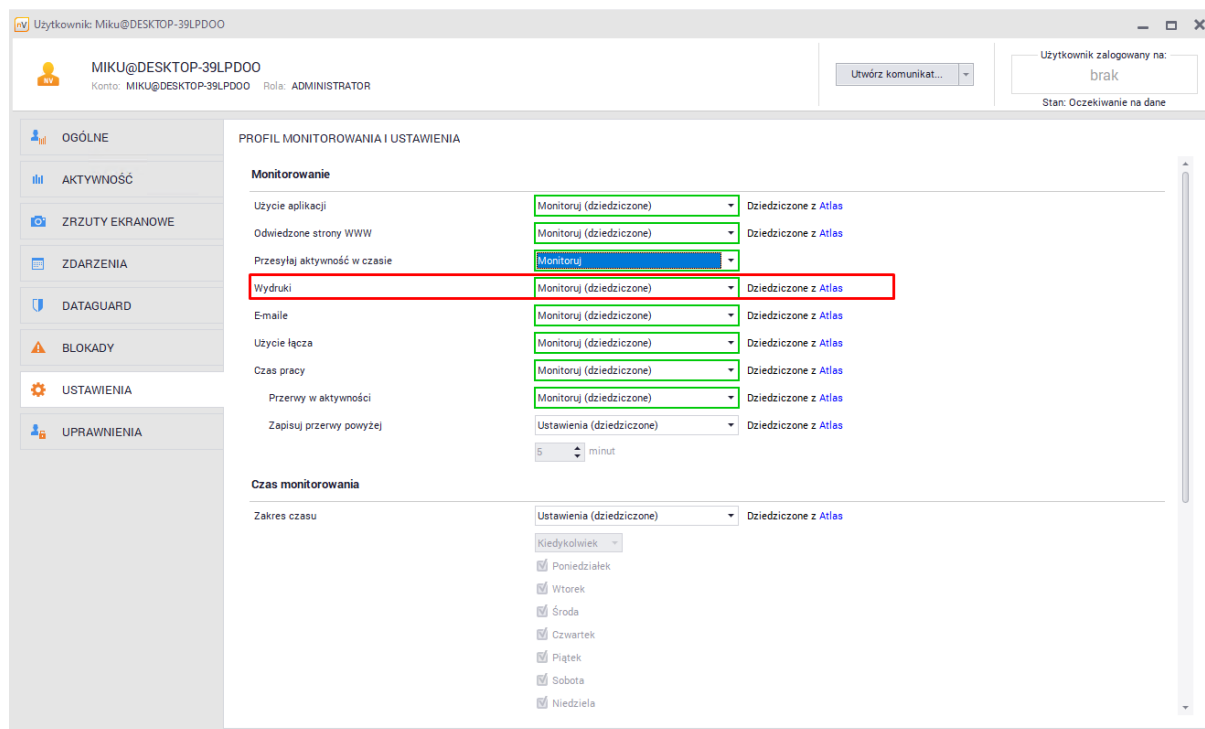 nV Użytkownik: Miku@DESKTOP-39LPDOO
NV
MIKU@DESKTOP-39LPDOO
Konto: MIKU@DESKTOP-39LPDOO Rola: ADMINISTRATOR
Utwórz komunikat...
Użytkownik zalogowany na:
brak
Stan: Oczekiwanie na dane
OGÓLNE
AKTYWNOŚĆ
ZRZUTY EKRANOWE
ZDARZENIA
DATAGUARD
BLOKADY
USTAWIENIA
UPRAWNIENIA
PROFIL MONITOROWANIA I USTAWIENIA
Monitorowanie
Użycie aplikacji Monitoruj (dziedziczone) Dziedziczone z Atlas
Odwiedzone strony WWW Monitoruj (dziedziczone) Dziedziczone z Atlas
Przesyłaj aktywność w czasie Monitoruj
Wydruki Monitoruj (dziedziczone) Dziedziczone z Atlas
E-maile Monitoruj (dziedziczone) Dziedziczone z Atlas
Użycie łącza Monitoruj (dziedziczone) Dziedziczone z Atlas
Czas pracy Monitoruj (dziedziczone) Dziedziczone z Atlas
Przerwy w aktywności Monitoruj (dziedziczone) Dziedziczone z Atlas
Zapisuj przerwy powyżej Ustawienia (dziedziczone) Dziedziczone z Atlas
5 minut
Czas monitorowania
Zakres czasu Ustawienia (dziedziczone) Dziedziczone z Atlas
Kiedykolwiek
Poniedziałek
Wtorek
Środa
Czwartek
Piątek
Sobota
Niedziela